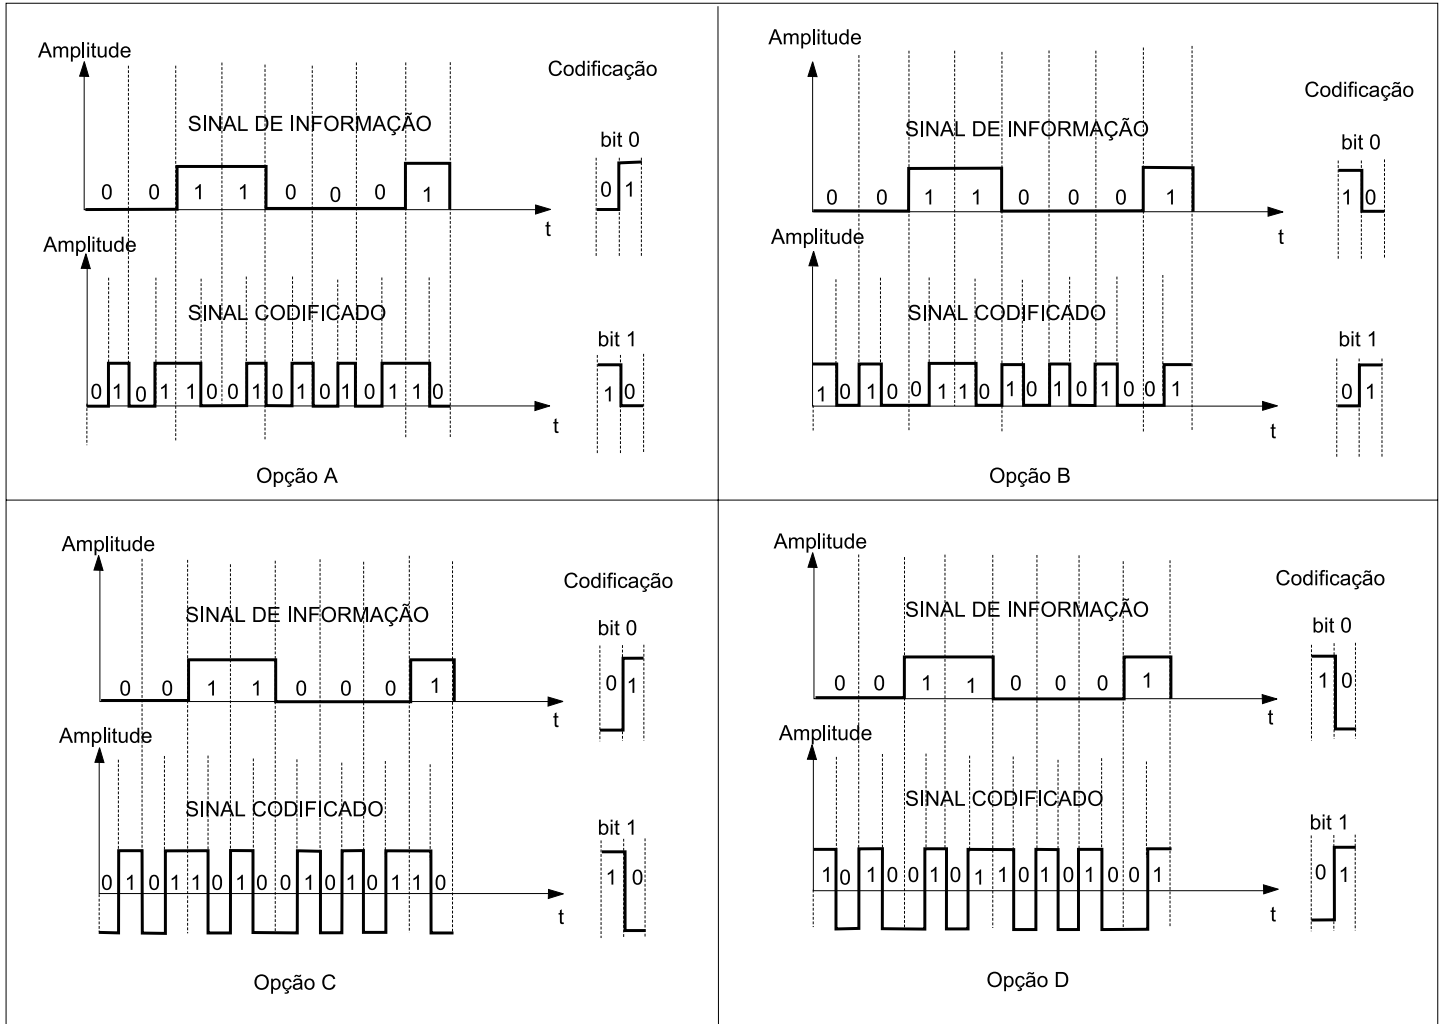 Amplitude
Codificação
SINAL DE INFORMAÇÃO
bit 0
0 1
0 0 1 1 0 0 0 1
t
Amplitude
SINAL CODIFICADO
bit 1
1 0
0 1 0 1 1 0 0 1 0 1 0 1 0 1 1 0
t
Opção A
Amplitude
Codificação
SINAL DE INFORMAÇÃO
bit 0
1 0
0 0 1 1 0 0 0 1
t
Amplitude
SINAL CODIFICADO
bit 1
0 1
1 0 1 0 0 1 1 0 1 0 1 0 1 0 0 1
t
Opção B
Amplitude
Codificação
SINAL DE INFORMAÇÃO
bit 0
0 1
0 0 1 1 0 0 0 1
t
Amplitude
SINAL CODIFICADO
bit 1
1 0
0 1 0 1 1 0 1 0 0 1 0 1 0 1 1 0
t
Opção C
Amplitude
Codificação
SINAL DE INFORMAÇÃO
bit 0
1 0
0 0 1 1 0 0 0 1
t
Amplitude
SINAL CODIFICADO
bit 1
0 1
1 0 1 0 0 1 0 1 1 0 1 0 1 0 0 1
t
Opção D